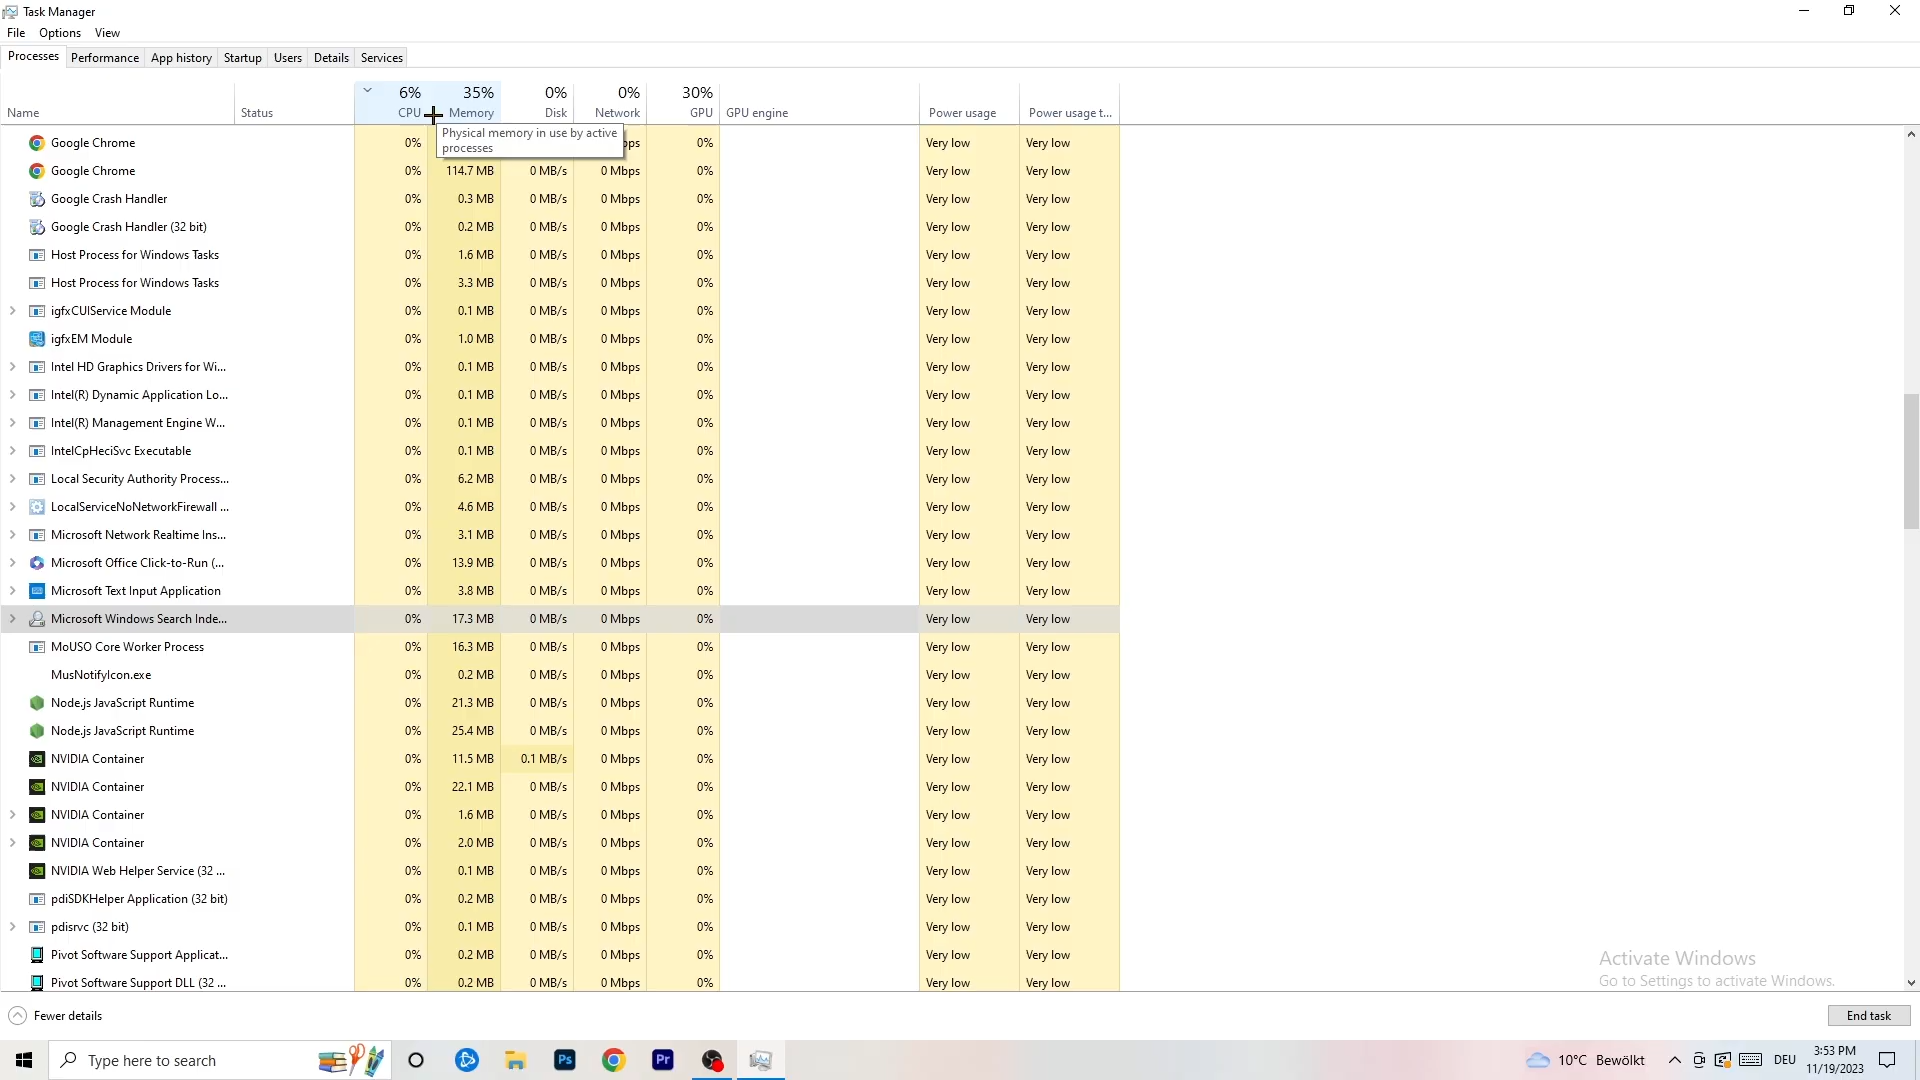 Task Manager
File Options View
Processes Performance App history Startup Users Details Services
6% 35% 0% 0% 30%
Name Status CPU Memory Disk Network GPU GPU engine Power usage Power usage t...
Physical memory in use by active
processes
Google Chrome 0% bps 0% Very low Very low
Google Chrome 0% 114.7 MB 0 MB/s 0 Mbps 0% Very low Very low
Google Crash Handler 0% 0.3 MB 0 MB/s 0 Mbps 0% Very low Very low
Google Crash Handler (32 bit) 0% 0.2 MB 0 MB/s 0 Mbps 0% Very low Very low
Host Process for Windows Tasks 0% 1.6 MB 0 MB/s 0 Mbps 0% Very low Very low
Host Process for Windows Tasks 0% 3.3 MB 0 MB/s 0 Mbps 0% Very low Very low
igfxCUIService Module 0% 0.1 MB 0 MB/s 0 Mbps 0% Very low Very low
igfxEM Module 0% 1.0 MB 0 MB/s 0 Mbps 0% Very low Very low
Intel HD Graphics Drivers for Wi... 0% 0.1 MB 0 MB/s 0 Mbps 0% Very low Very low
Intel(R) Dynamic Application Lo... 0% 0.1 MB 0 MB/s 0 Mbps 0% Very low Very low
Intel(R) Management Engine W... 0% 0.1 MB 0 MB/s 0 Mbps 0% Very low Very low
IntelCpHeciSvc Executable 0% 0.1 MB 0 MB/s 0 Mbps 0% Very low Very low
Local Security Authority Process... 0% 6.2 MB 0 MB/s 0 Mbps 0% Very low Very low
LocalServiceNoNetworkFirewall ... 0% 4.6 MB 0 MB/s 0 Mbps 0% Very low Very low
Microsoft Network Realtime Ins... 0% 3.1 MB 0 MB/s 0 Mbps 0% Very low Very low
Microsoft Office Click-to-Run (... 0% 13.9 MB 0 MB/s 0 Mbps 0% Very low Very low
Microsoft Text Input Application 0% 3.8 MB 0 MB/s 0 Mbps 0% Very low Very low
Microsoft Windows Search Inde... 0% 17.3 MB 0 MB/s 0 Mbps 0% Very low Very low
MoUSO Core Worker Process 0% 16.3 MB 0 MB/s 0 Mbps 0% Very low Very low
MusNotifyIcon.exe 0% 0.2 MB 0 MB/s 0 Mbps 0% Very low Very low
Node.js JavaScript Runtime 0% 21.3 MB 0 MB/s 0 Mbps 0% Very low Very low
Node.js JavaScript Runtime 0% 25.4 MB 0 MB/s 0 Mbps 0% Very low Very low
NVIDIA Container 0% 11.5 MB 0.1 MB/s 0 Mbps 0% Very low Very low
NVIDIA Container 0% 22.1 MB 0 MB/s 0 Mbps 0% Very low Very low
NVIDIA Container 0% 1.6 MB 0 MB/s 0 Mbps 0% Very low Very low
NVIDIA Container 0% 2.0 MB 0 MB/s 0 Mbps 0% Very low Very low
NVIDIA Web Helper Service (32 ... 0% 0.1 MB 0 MB/s 0 Mbps 0% Very low Very low
pdiSDKHelper Application (32 bit) 0% 0.2 MB 0 MB/s 0 Mbps 0% Very low Very low
pdisrvc (32 bit) 0% 0.1 MB 0 MB/s 0 Mbps 0% Very low Very low
Pivot Software Support Applicat... 0% 0.2 MB 0 MB/s 0 Mbps 0% Very low Very low
Pivot Software Support DLL (32 ... 0% 0.2 MB 0 MB/s 0 Mbps 0% Very low Very low
Activate Windows
Go to Settings to activate Windows.
Fewer details End task
Type here to search Ps Pr 10°C Bewölkt DEU 3:53 PM
11/19/2023